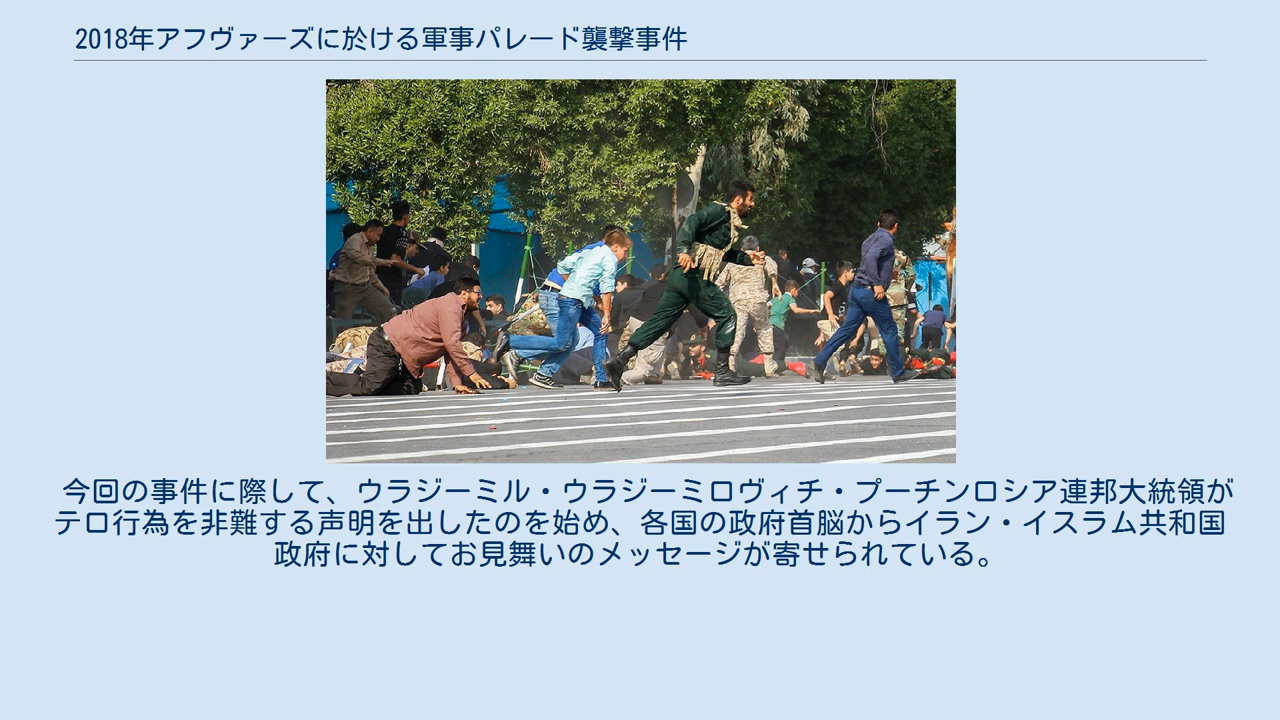 2018年アフヴァーズに於ける軍事パレード襲撃事件
今回の事件に際して、ウラジーミル・ウラジーミロヴィチ・プーチンロシア連邦大統領が
テロ行為を非難する声明を出したのを始め、各国の政府首脳からイラン・イスラム共和国
政府に対してお見舞いのメッセージが寄せられている。